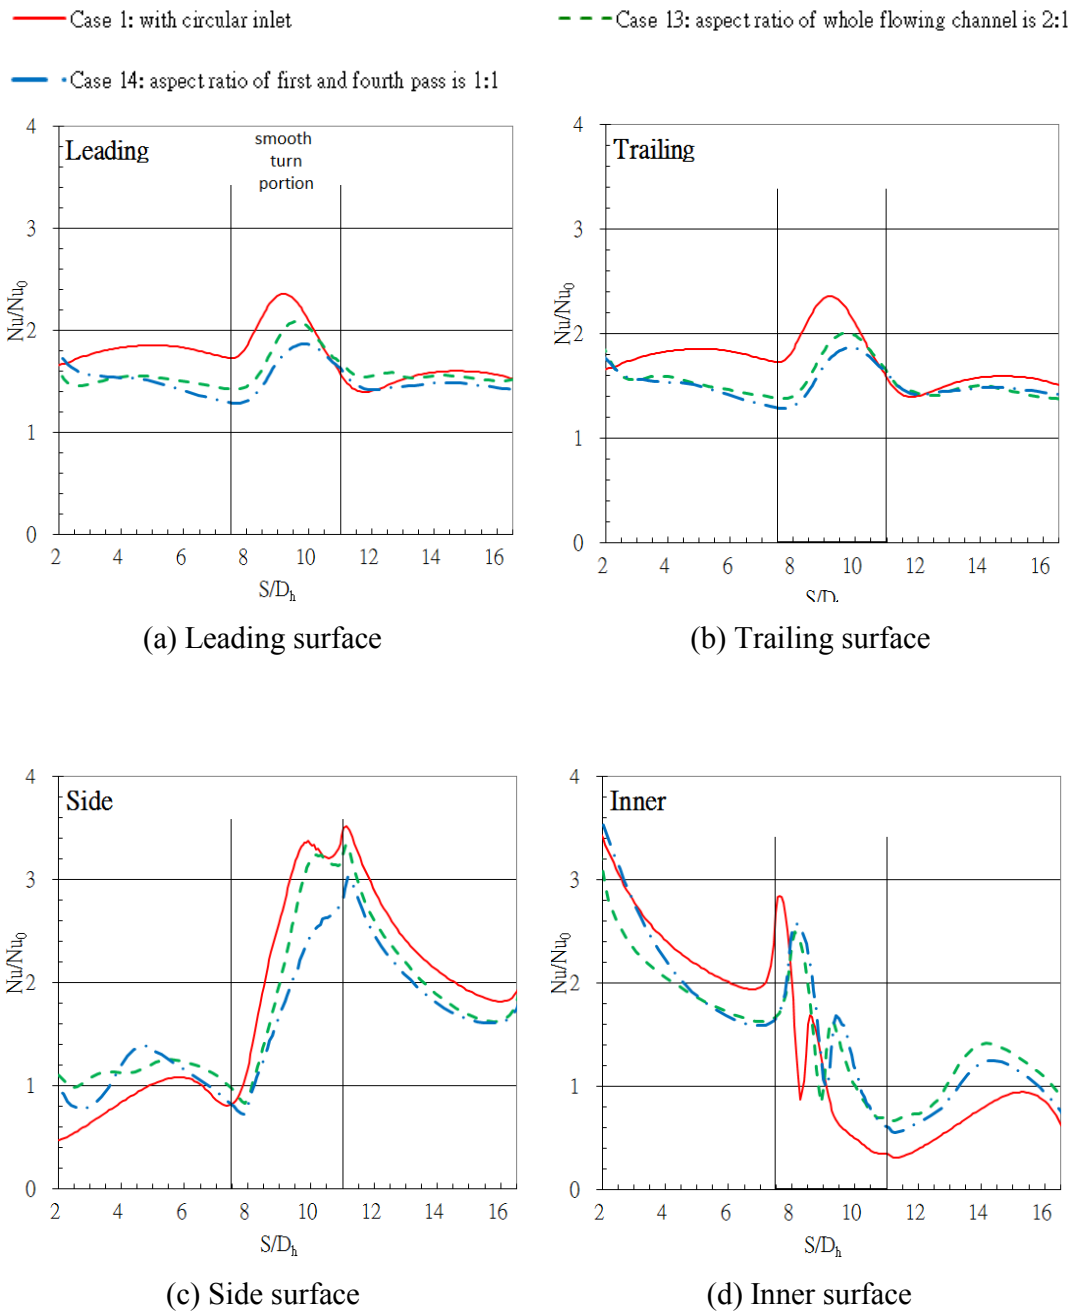 Case 1: with circular inlet
Case 13: aspect ratio of whole flowing channel is 2:1
Case 14: aspect ratio of first and fourth pass is 1:1
4
3
2
1
0
Nu/Nu₀
Leading
smooth
turn
portion
2 4 6 8 10 12 14 16
S/Dₕ
(a) Leading surface
4
3
2
1
0
Nu/Nu₀
Trailing
2 4 6 8 10 12 14 16
(b) Trailing surface
4
3
2
1
0
Nu/Nu₀
Side
2 4 6 8 10 12 14 16
S/Dₕ
(c) Side surface
4
3
2
1
0
Nu/Nu₀
Inner
2 4 6 8 10 12 14 16
S/Dₕ
(d) Inner surface